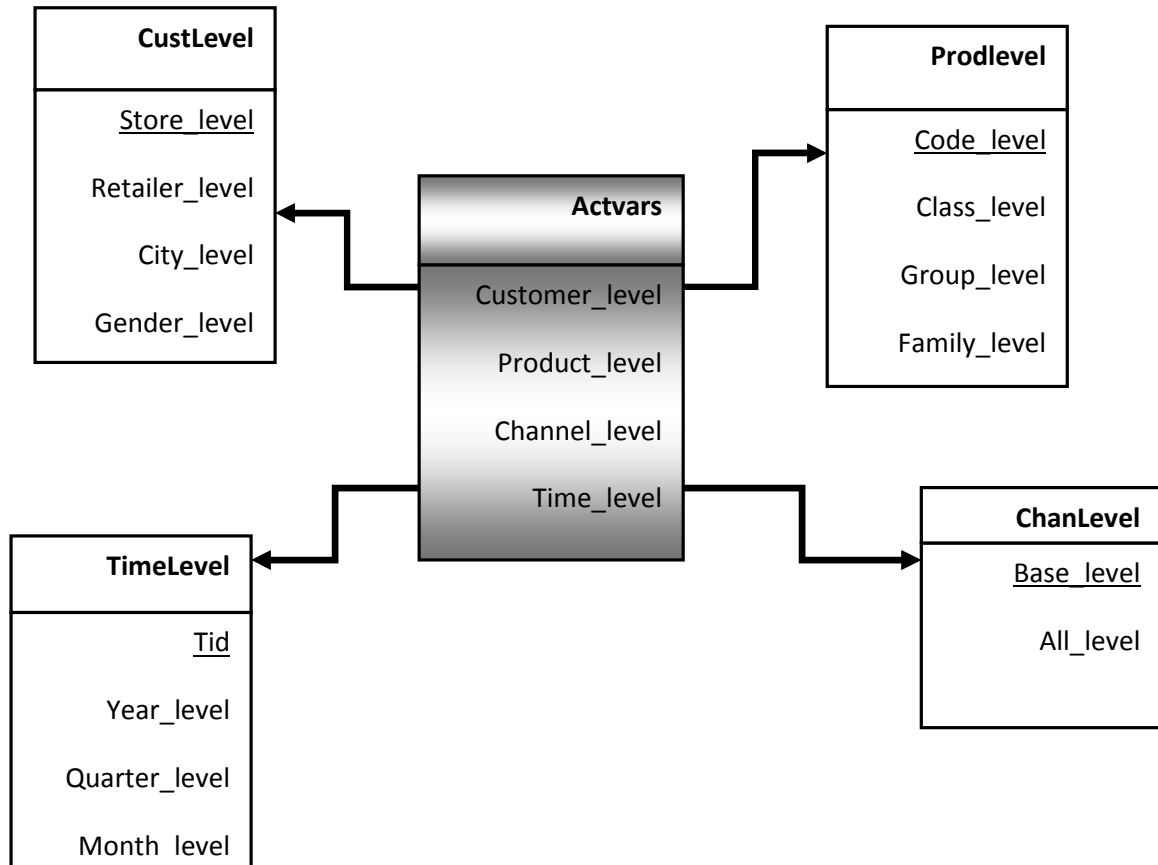 CustLevel
Store_level
Retailer_level
City_level
Gender_level
Prodlevel
Code_level
Class_level
Group_level
Family_level
Actvars
Customer_level
Product_level
Channel_level
Time_level
TimeLevel
Tid
Year_level
Quarter_level
Month_level
ChanLevel
Base_level
All_level